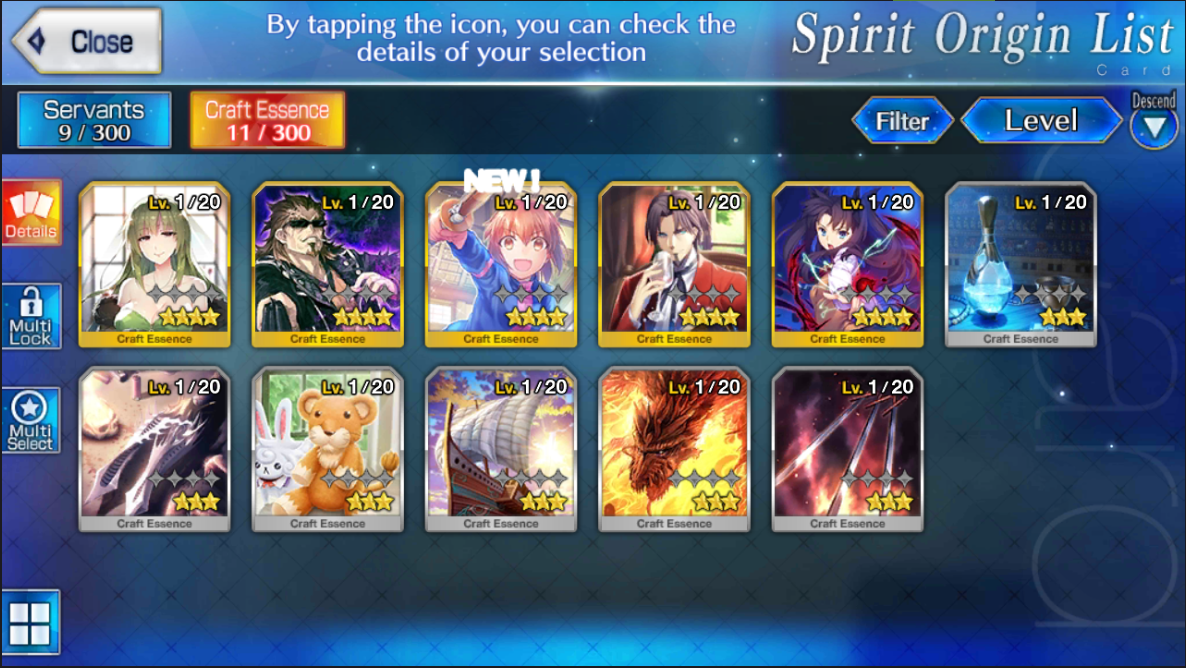 Close
By tapping the icon, you can check the
details of your selection
Spirit Origin List
Card
Servants
9 / 300
Craft Essence
11 / 300
Filter
Level
Descend
Details
Multi
Lock
Multi
Select
NEW!
Lv. 1/20
Lv. 1/20
Lv. 1/20
Lv. 1/20
Lv. 1/20
Lv. 1/20
Craft Essence
Craft Essence
Craft Essence
Craft Essence
Craft Essence
Craft Essence
Lv. 1/20
Lv. 1/20
Lv. 1/20
Lv. 1/20
Lv. 1/20
Craft Essence
Craft Essence
Craft Essence
Craft Essence
Craft Essence